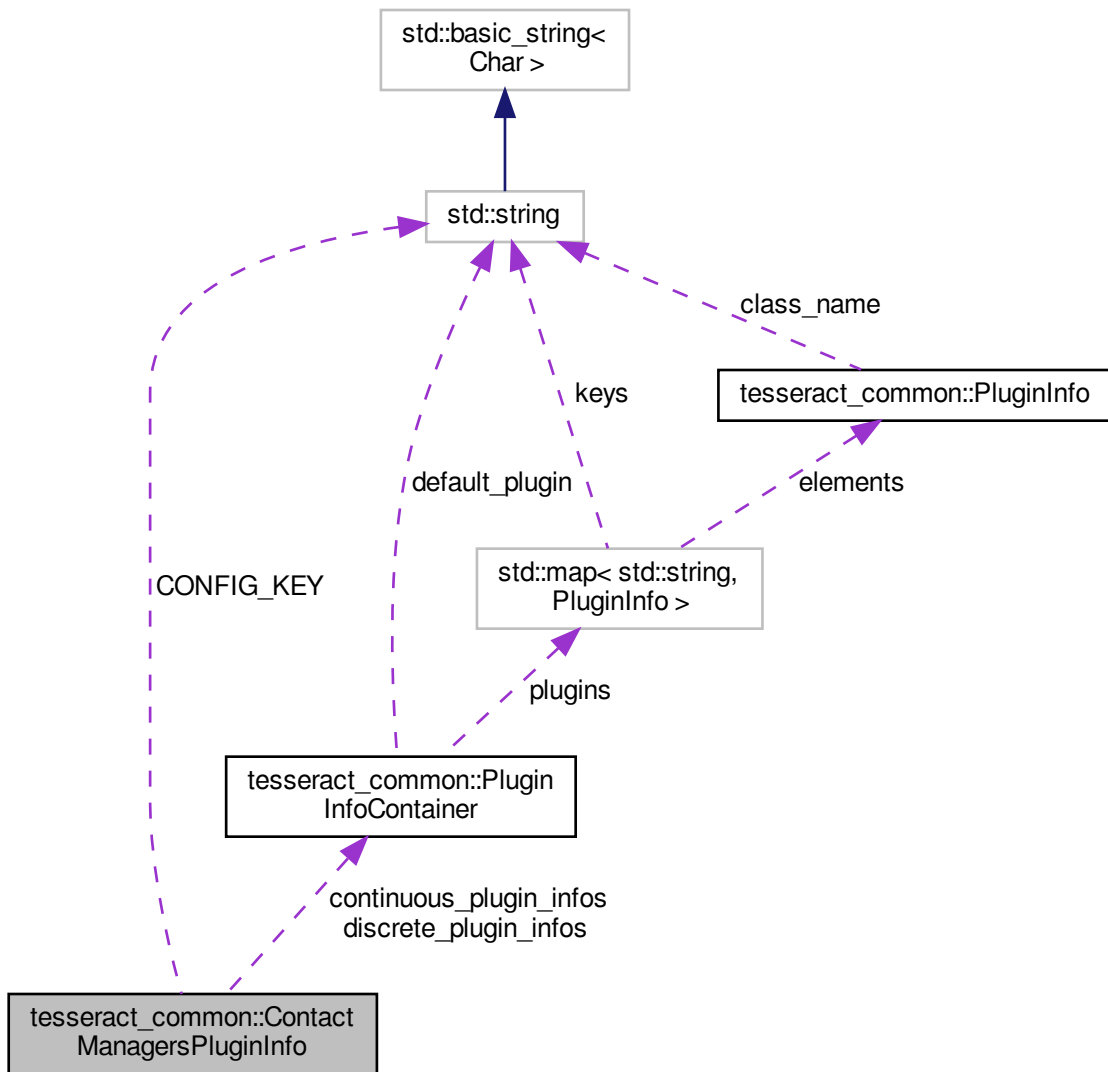 std::basic_string<
Char >
std::string
class_name
tesseract_common::PluginInfo
keys
default_plugin
elements
std::map< std::string,
PluginInfo >
CONFIG_KEY
plugins
tesseract_common::Plugin
InfoContainer
continuous_plugin_infos
discrete_plugin_infos
tesseract_common::Contact
ManagersPluginInfo